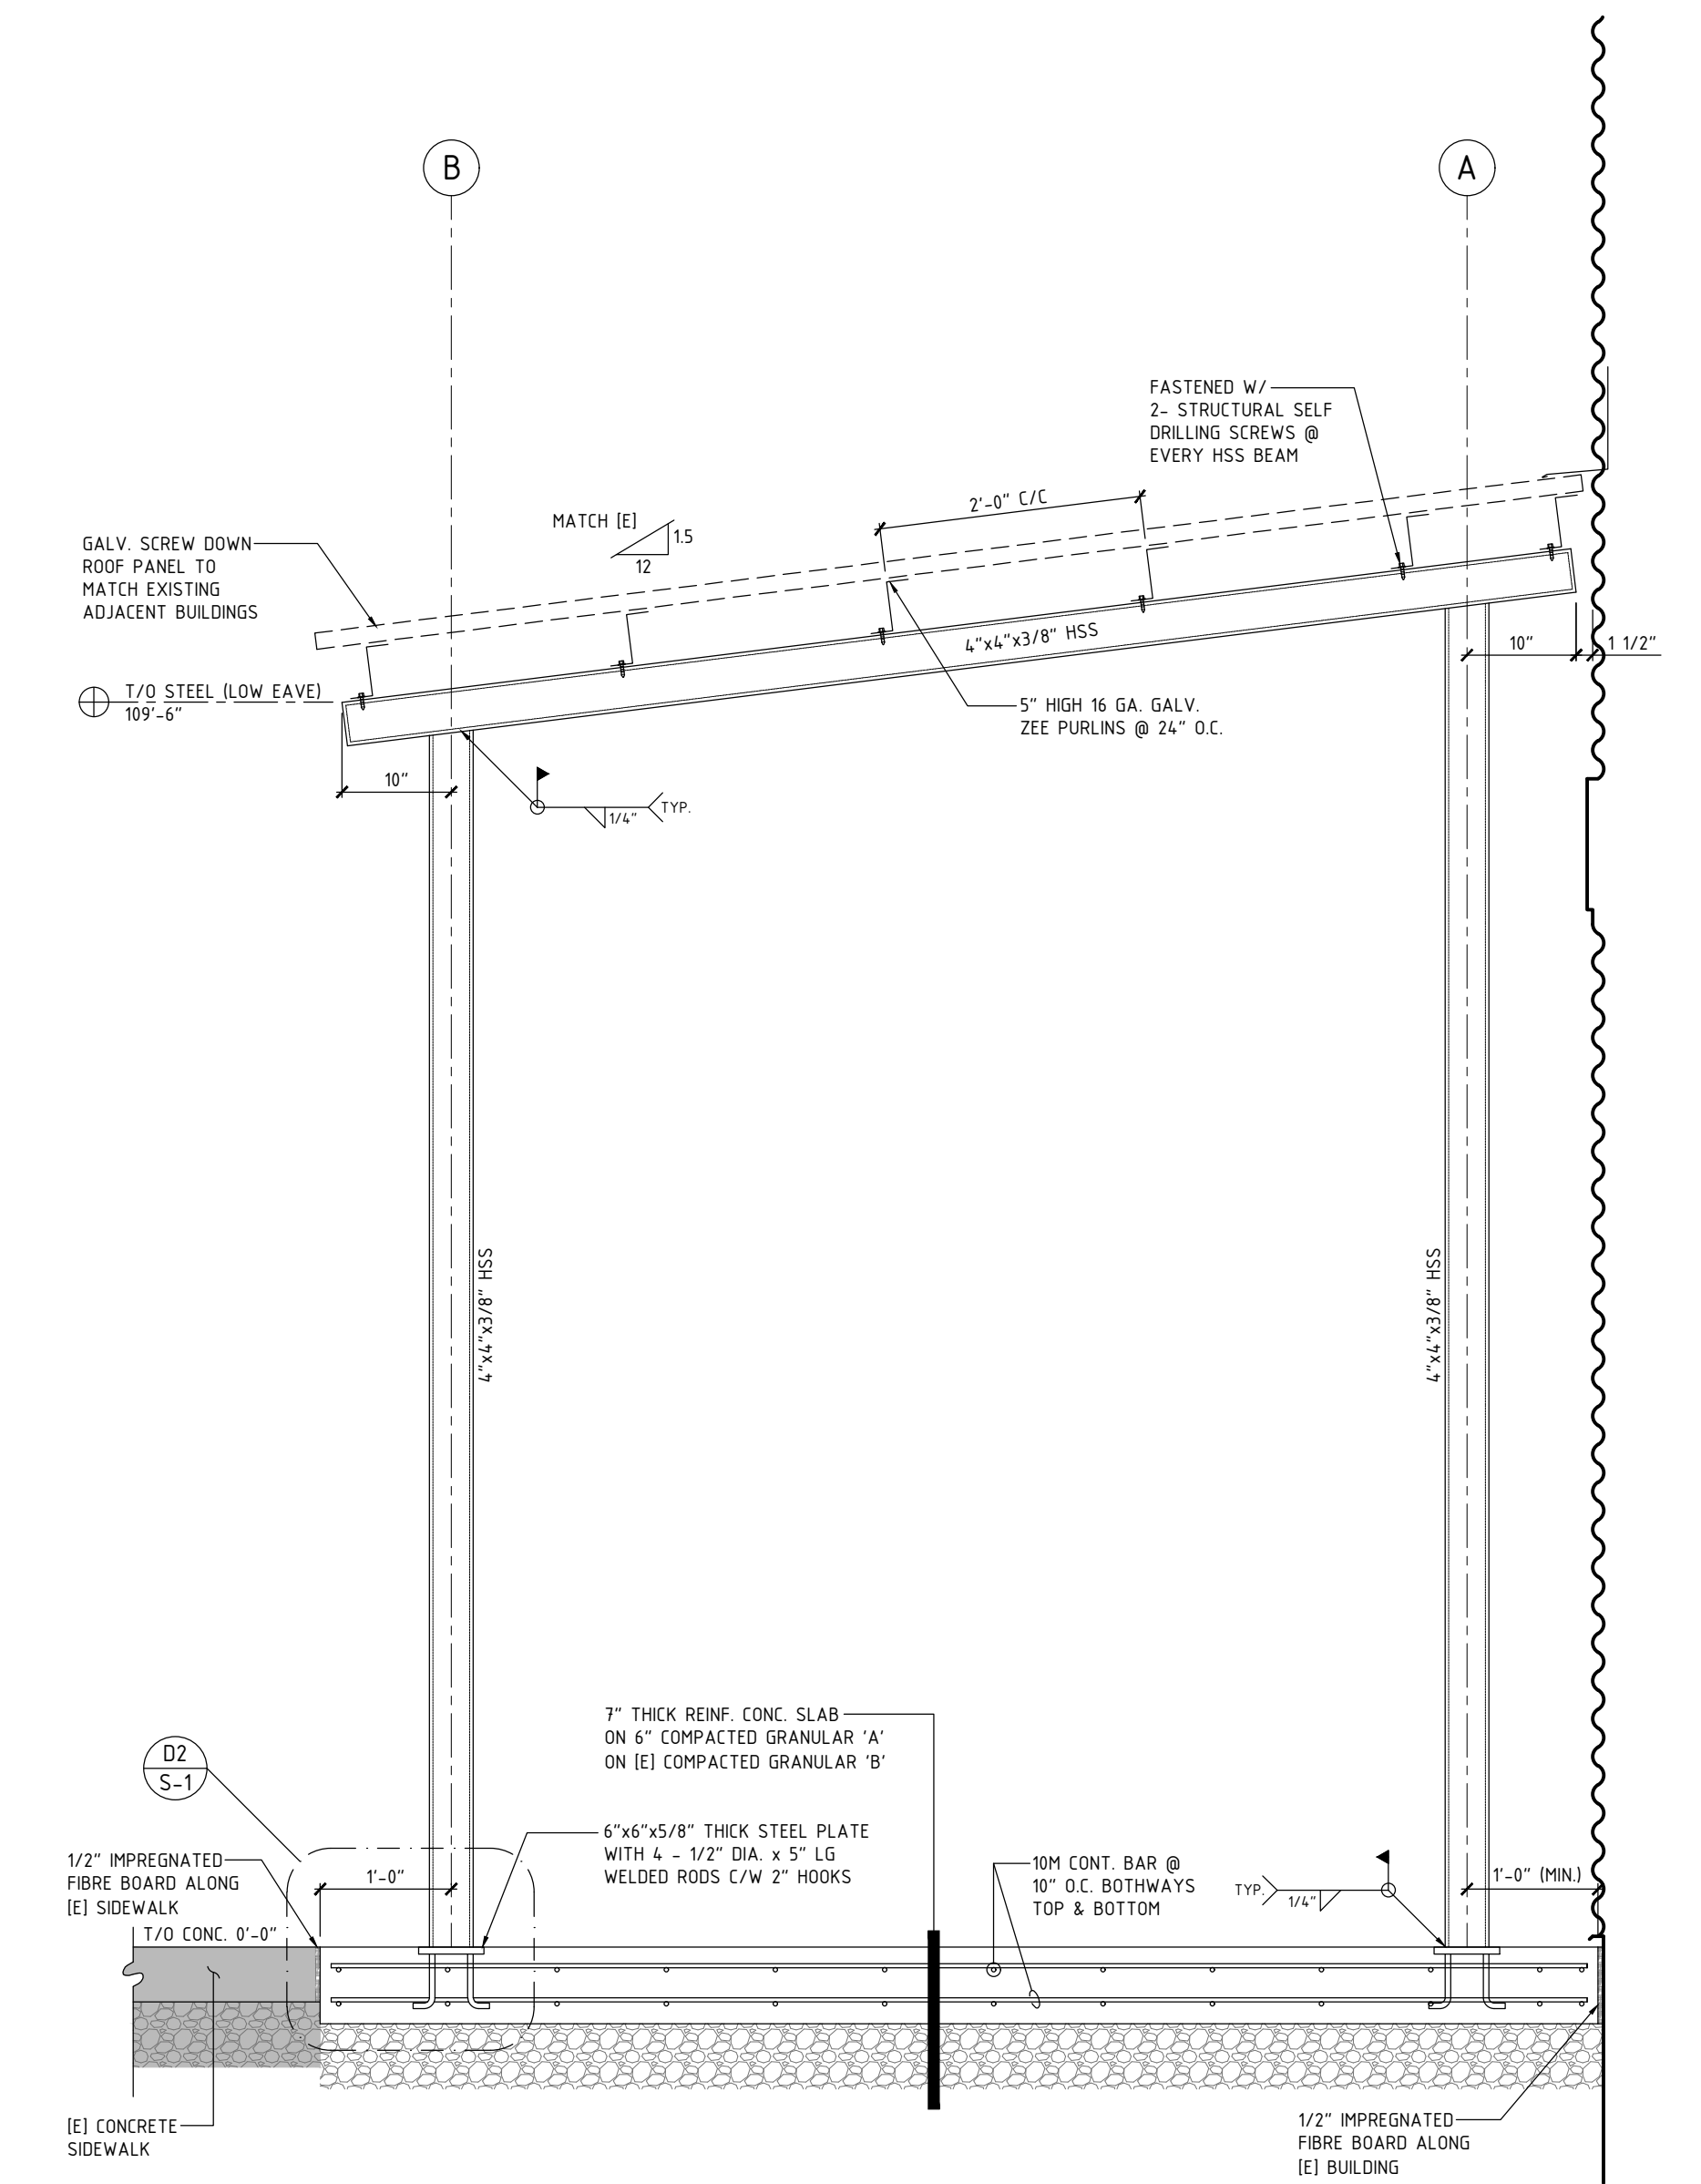 B
A
FASTENED W/
2- STRUCTURAL SELF
DRILLING SCREWS @
EVERY HSS BEAM
2'-0" C/C
MATCH [E]
1.5
12
GALV. SCREW DOWN
ROOF PANEL TO
MATCH EXISTING
ADJACENT BUILDINGS
4"x4"x3/8" HSS
10"
1 1/2"
T/O STEEL (LOW EAVE)
109'-6"
5" HIGH 16 GA. GALV.
ZEE PURLINS @ 24" O.C.
10"
1/4"
TYP.
4"x4"x3/8" HSS
4"x4"x3/8" HSS
7" THICK REINF. CONC. SLAB
ON 6" COMPACTED GRANULAR 'A'
ON [E] COMPACTED GRANULAR 'B'
D2
S-1
6"x6"x5/8" THICK STEEL PLATE
WITH 4 - 1/2" DIA. x 5" LG
WELDED RODS C/W 2" HOOKS
1/2" IMPREGNATED
FIBRE BOARD ALONG
[E] SIDEWALK
1'-0"
10M CONT. BAR @
10" O.C. BOTHWAYS
TOP & BOTTOM
TYP.
1/4"
1'-0" (MIN.)
T/O CONC. 0'-0"
[E] CONCRETE
SIDEWALK
1/2" IMPREGNATED
FIBRE BOARD ALONG
[E] BUILDING